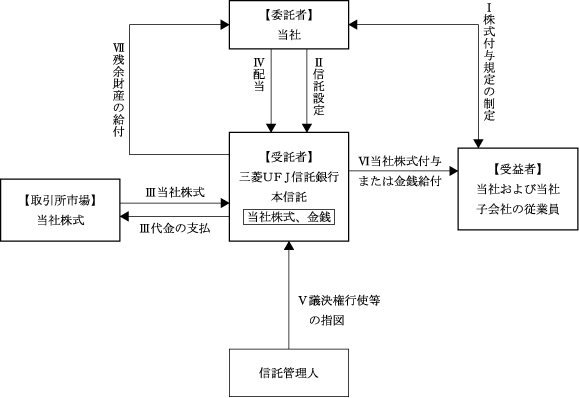 【委託者】
当社
Ⅰ株式付与規定の制定
Ⅶ残余財産の給付
Ⅳ配当
Ⅱ信託設定
【受託者】
三菱UFJ信託銀行
本信託
当社株式、金銭
Ⅵ当社株式付与
または金銭給付
【受益者】
当社および当社
子会社の従業員
【取引所市場】
当社株式
Ⅲ当社株式
Ⅲ代金の支払
Ⅴ議決権行使等
の指図
信託管理人